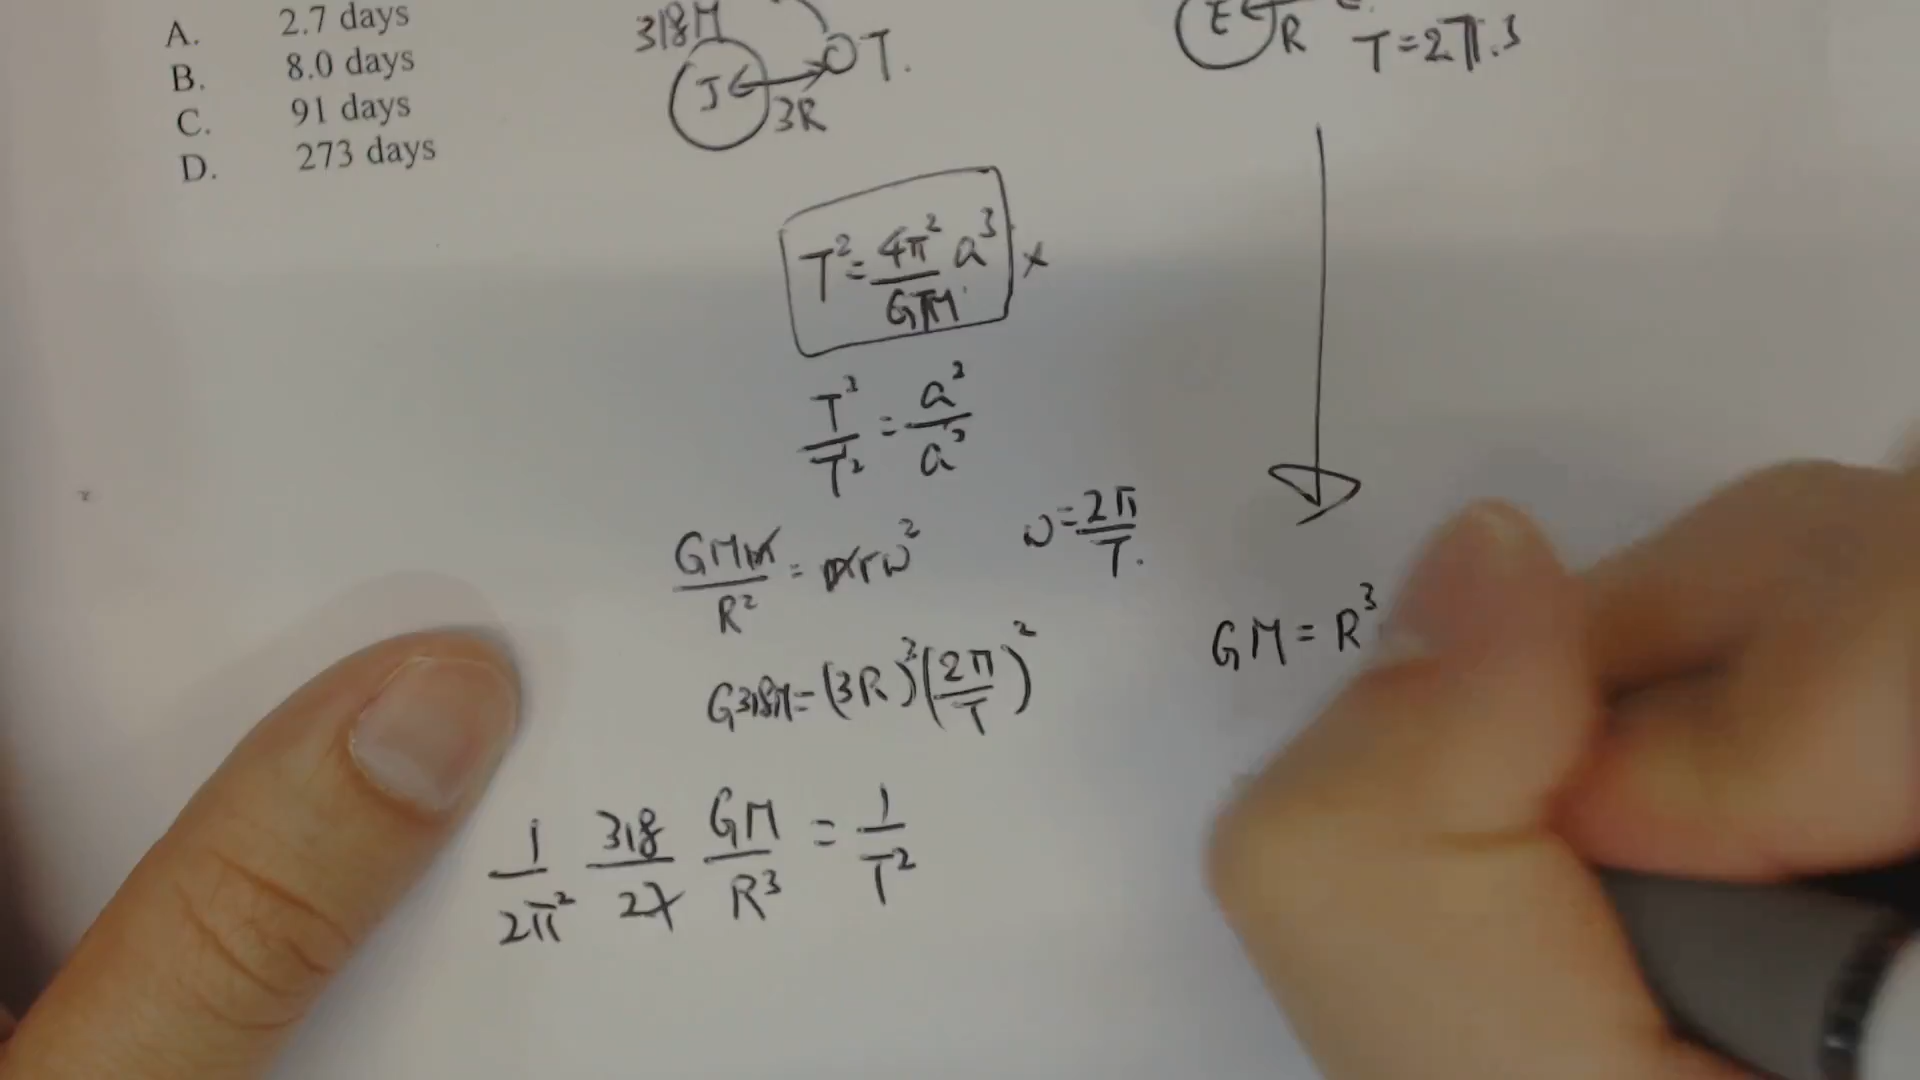 A. 2.7 days
B. 8.0 days
C. 91 days
D. 273 days
318M
J
3R
T.
E
R
T=2π.3
T²=4π²/GM a³ x
T²/T²=a³/a³
GMm/R²=mrω²
ω=2π/T.
G318M=(3R)³(2π/T)²
GM=R³
1/2π² 318/27 GM/R³=1/T²